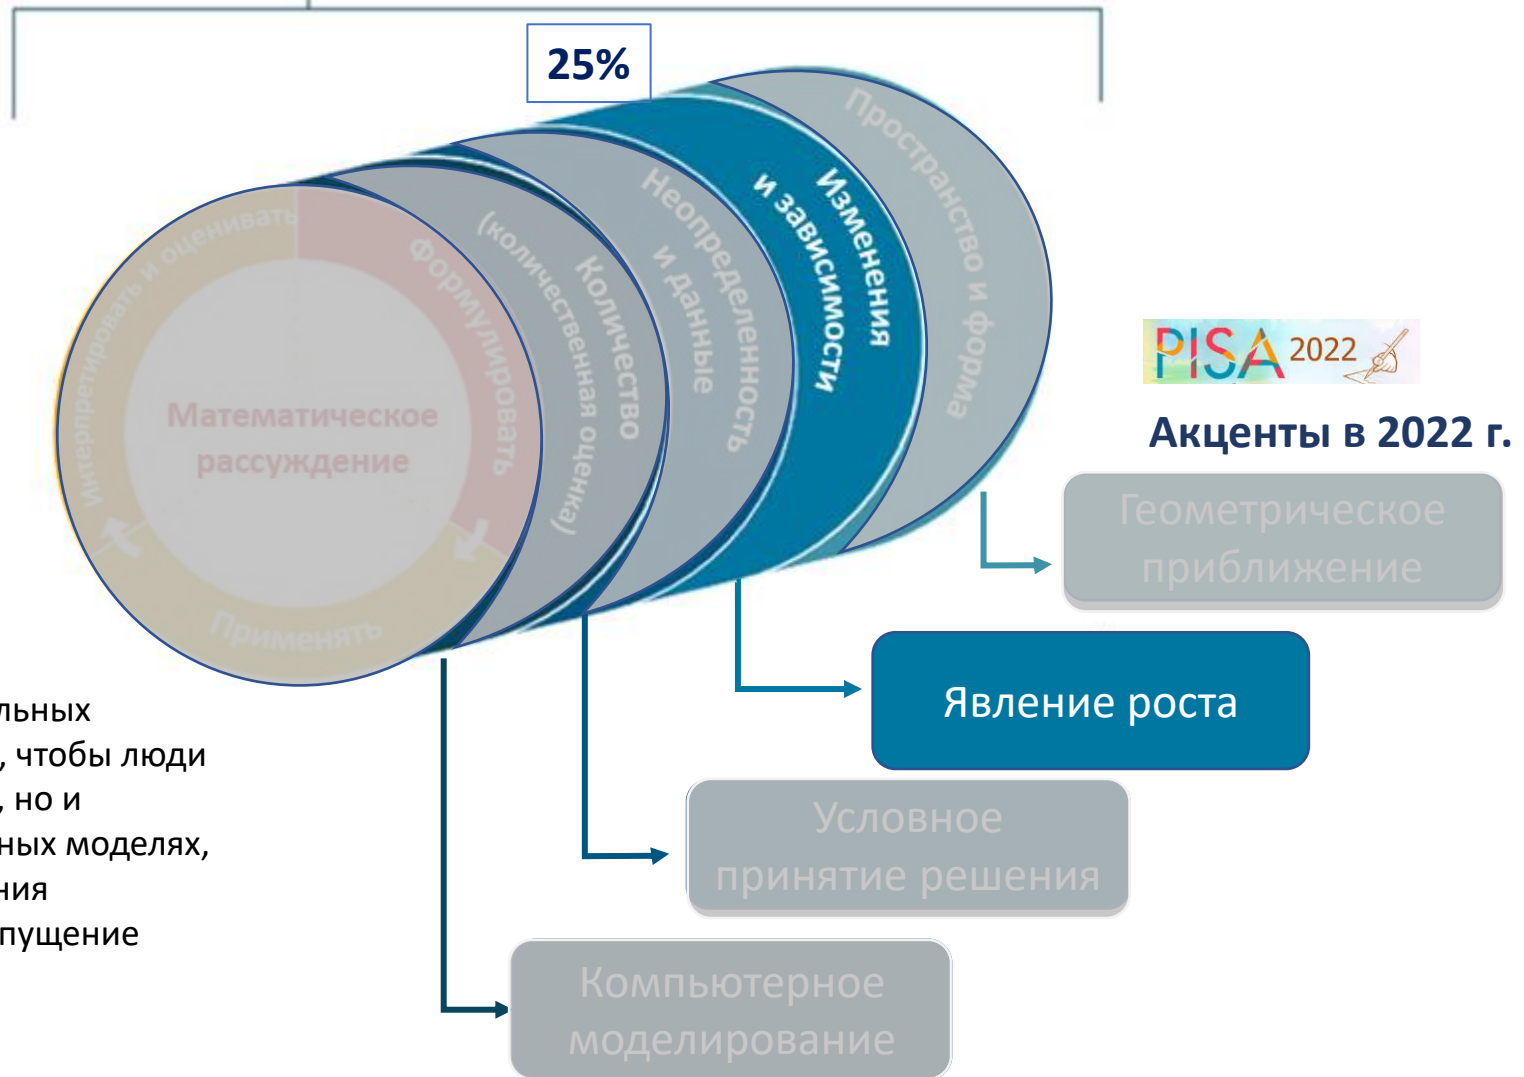 25%
Пространство и форма
Изменения
и зависимости
Неопределенность
и данные
Количество
(количественная оценка)
Интерпретировать и оценивать
Формулировать
Применять
Математическое
рассуждение
PISA 2022
Акценты в 2022 г.
Геометрическое
приближение
Явление роста
Условное
принятие решения
Компьютерное
моделирование
льных
, чтобы люди
, но и
ных моделях,
ния
пущение